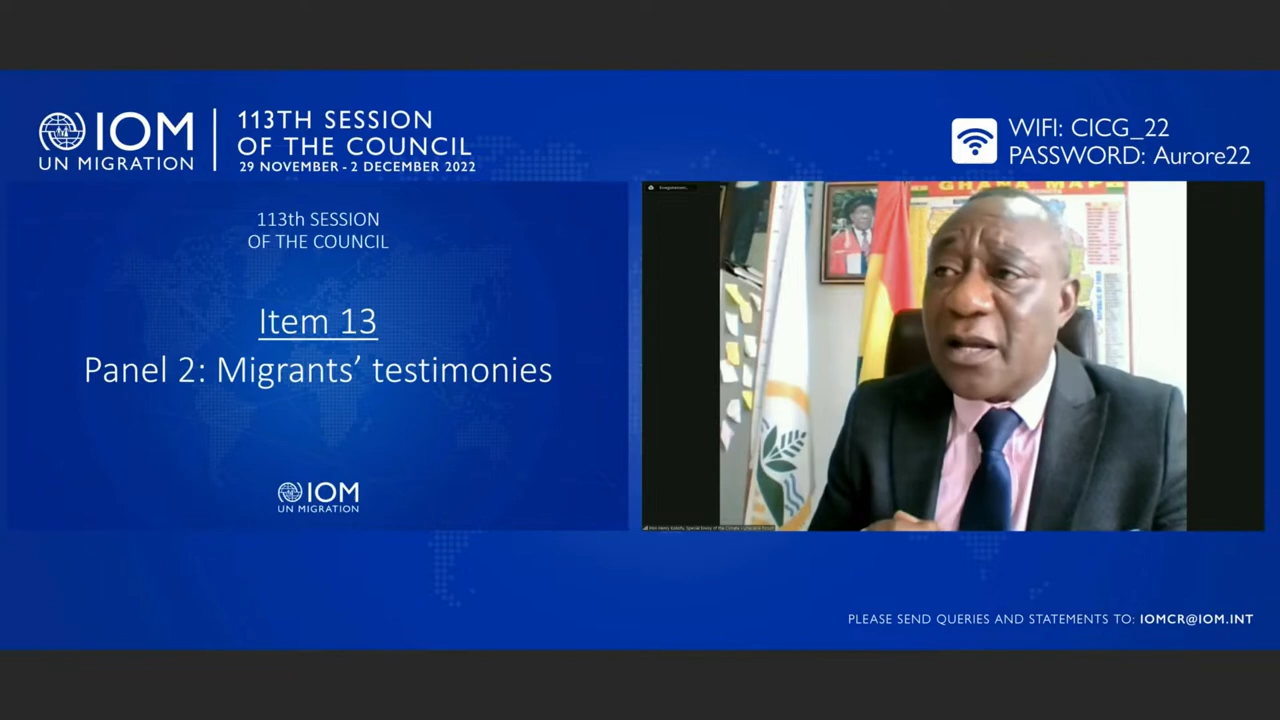 IOM
UN MIGRATION
113TH SESSION
OF THE COUNCIL
29 NOVEMBER - 2 DECEMBER 2022
WIFI: CICG_22
PASSWORD: Aurore22
113th SESSION
OF THE COUNCIL
Item 13
Panel 2: Migrants' testimonies
IOM
UN MIGRATION
GHANA MAP
PLEASE SEND QUERIES AND STATEMENTS TO: IOMCR@IOM.INT